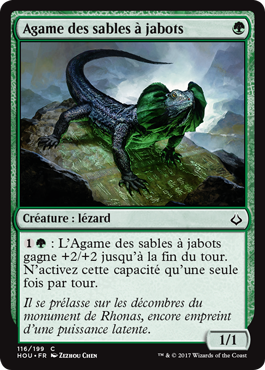 Agame des sables à jabots
Créature : lézard
1 : L'Agame des sables à jabots
gagne +2/+2 jusqu'à la fin du tour.
N'activez cette capacité qu'une seule
fois par tour.
Il se prélasse sur les décombres du
monument de Rhonas, encore empreint
d'une puissance latente.
1/1
116/199 C
HOU • FR Zezhou Chen
™ & © 2017 Wizards of the Coast